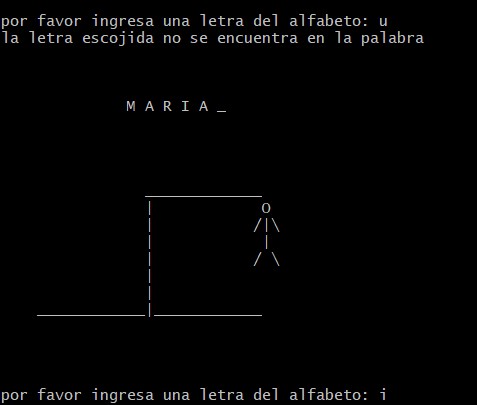 por favor ingresa una letra del alfabeto: u
la letra escojida no se encuentra en la palabra
M A R I A _
por favor ingresa una letra del alfabeto: i